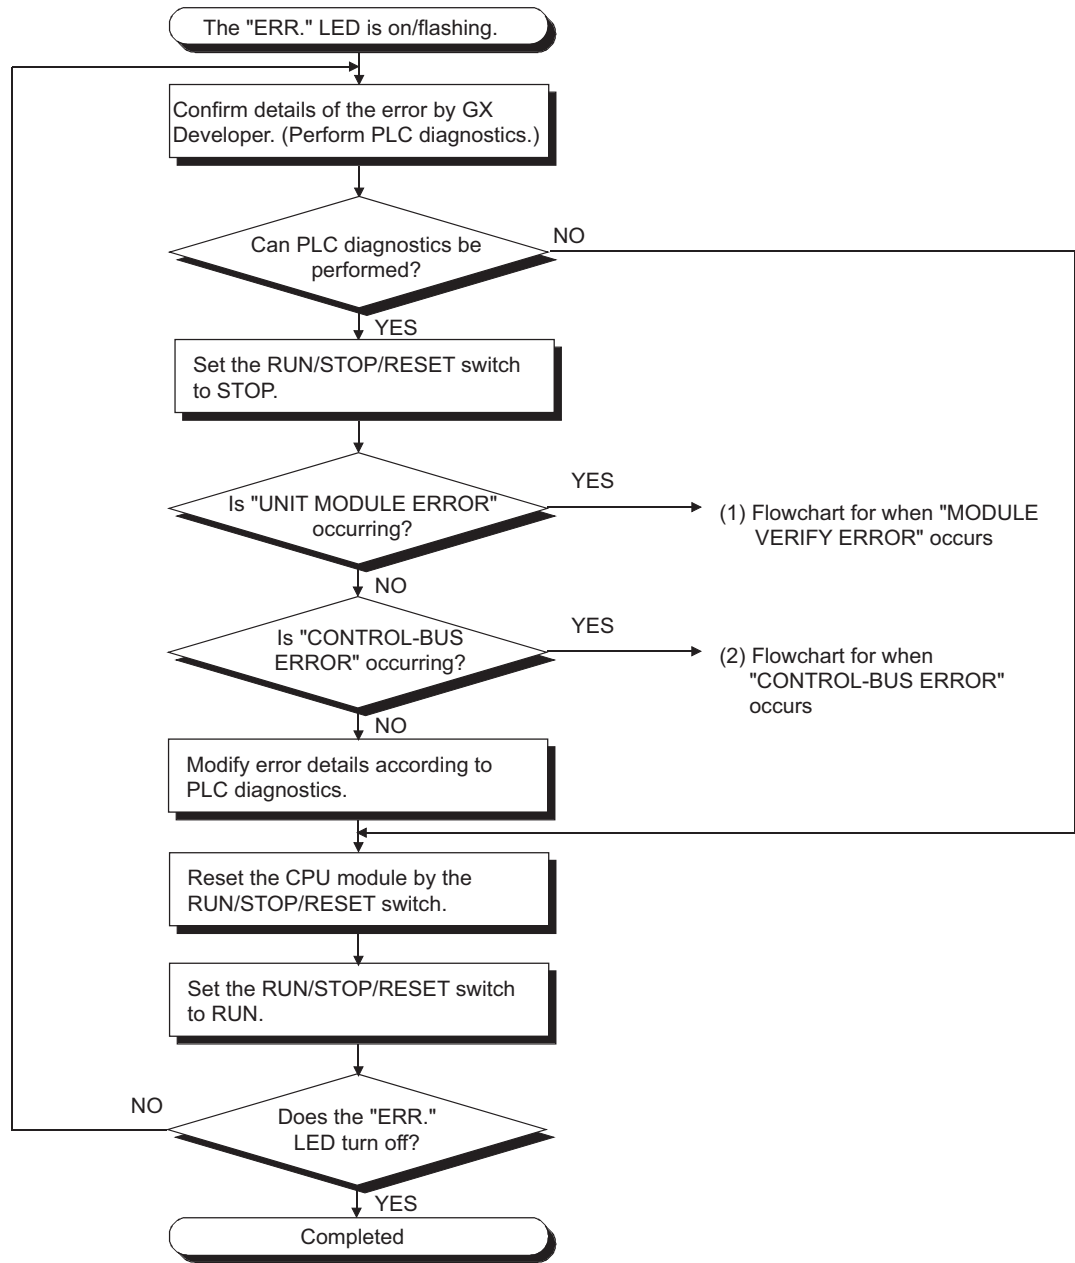 The "ERR." LED is on/flashing.
Confirm details of the error by GX
Developer. (Perform PLC diagnostics.)
Can PLC diagnostics be
performed?
NO
YES
Set the RUN/STOP/RESET switch
to STOP.
Is "UNIT MODULE ERROR"
occurring?
YES
(1) Flowchart for when "MODULE
VERIFY ERROR" occurs
NO
Is "CONTROL-BUS
ERROR" occurring?
YES
(2) Flowchart for when
"CONTROL-BUS ERROR"
occurs
NO
Modify error details according to
PLC diagnostics.
Reset the CPU module by the
RUN/STOP/RESET switch.
Set the RUN/STOP/RESET switch
to RUN.
NO
Does the "ERR."
LED turn off?
YES
Completed